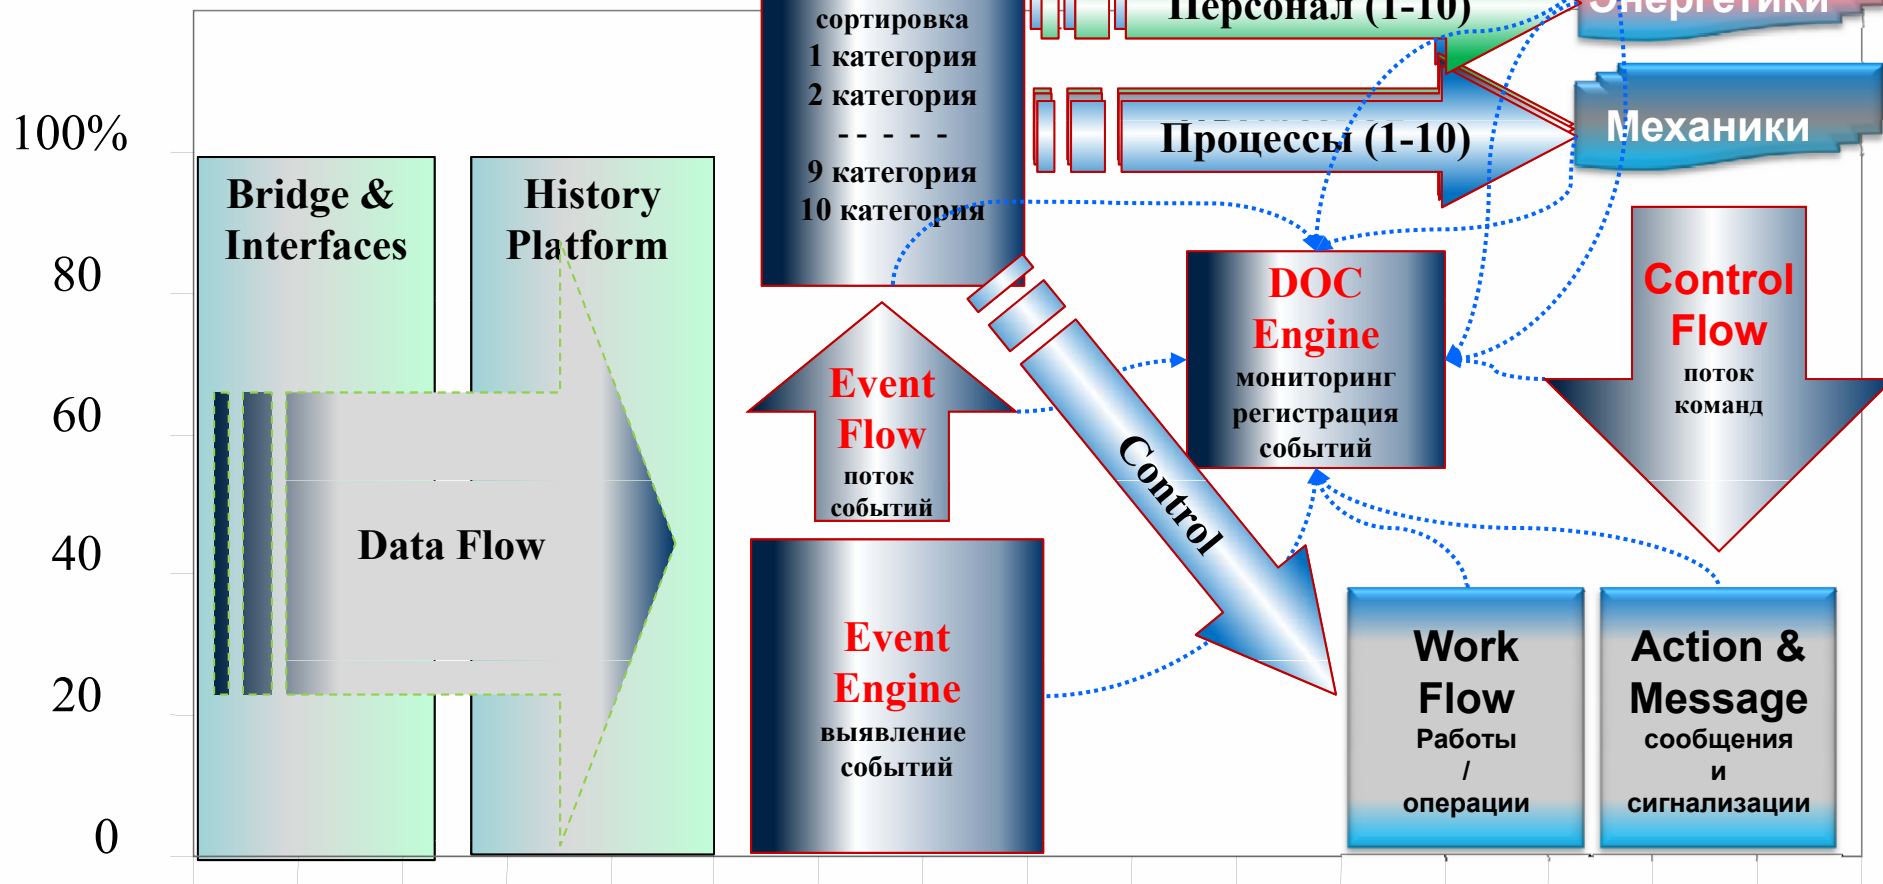 сортировка
1 категория
2 категория
- - - - -
9 категория
10 категория
Персонал (1-10)
Энергетики
Процессы (1-10)
Механики
100%
80
60
40
20
0
Bridge &
Interfaces
History
Platform
Data Flow
Event
Flow
поток
событий
Event
Engine
выявление
событий
Control
DOC
Engine
мониторинг
регистрация
событий
Control
Flow
поток
команд
Work
Flow
Работы
/
операции
Action &
Message
сообщения
и
сигнализации